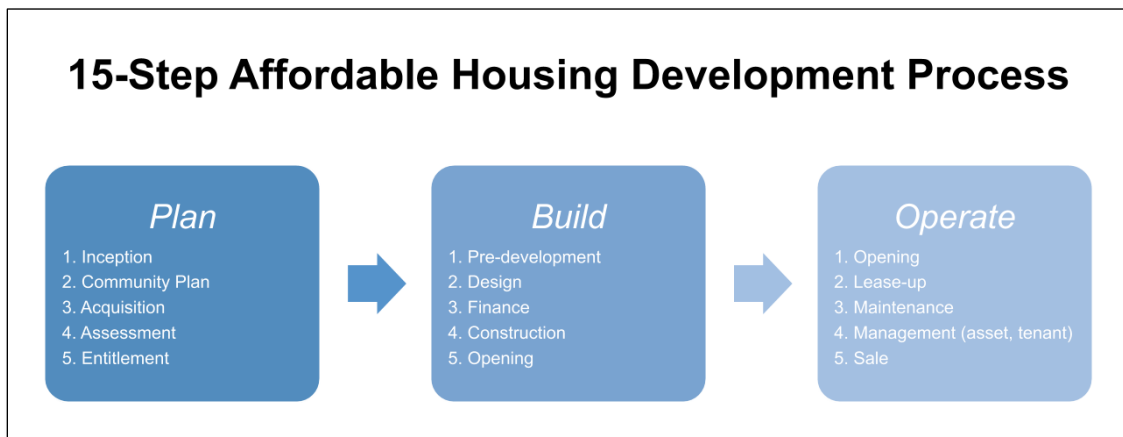 15-Step Affordable Housing Development Process
Plan
1. Inception
2. Community Plan
3. Acquisition
4. Assessment
5. Entitlement
Build
1. Pre-development
2. Design
3. Finance
4. Construction
5. Opening
Operate
1. Opening
2. Lease-up
3. Maintenance
4. Management (asset, tenant)
5. Sale